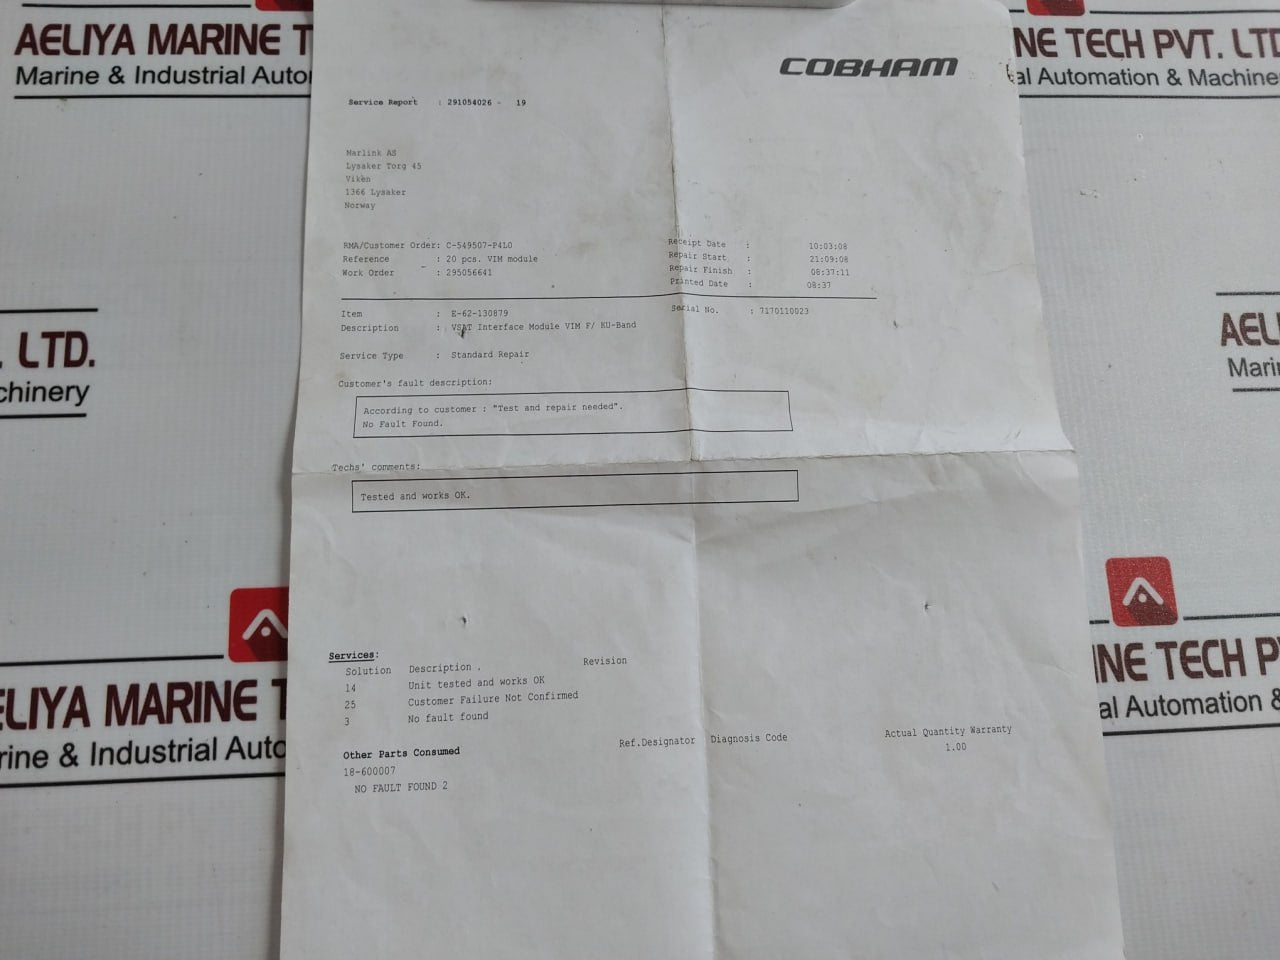 AELIYA MARINE T
Marine & Industrial Autor
NE TECH PVT. LTD
al Automation & Machine
COBHAM
Service Report : 291054026 - 19
Marlink AS
Lysaker Torg 45
Viken
1366 Lysaker
Norway
RMA/Customer Order: C-549507-P4L0
Reference : 20 pcs. VIM module
Work Order : 295056641
Receipt Date : 10:03:08
Repair Start : 21:09:08
Repair Finish : 08:37:11
Printed Date : 08:37
Item : E-62-130879
Serial No. : 7170110023
Description : VSAT Interface Module VIM F/ KU-Band
Service Type : Standard Repair
Customer's fault description:
According to customer : "Test and repair needed".
No Fault Found.
Techs' comments:
Tested and works OK.
. LTD.
chinery
AEL
Mari
Services:
Solution Description . Revision
14 Unit tested and works OK
25 Customer Failure Not Confirmed
3 No fault found
Other Parts Consumed Ref.Designator Diagnosis Code Actual Quantity Warranty
18-600007 1.00
NO FAULT FOUND 2
ELIYA MARINE T
rine & Industrial Auto
INE TECH P
al Automation &